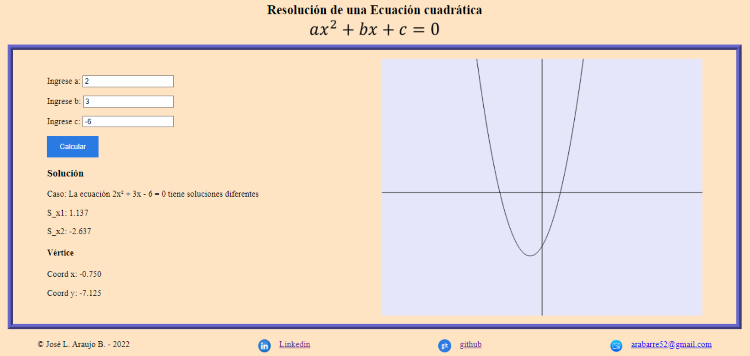 Resolución de una Ecuación cuadrática
ax² + bx + c = 0
Ingrese a: 2
Ingrese b: 3
Ingrese c: -6
Calcular
Solución
Caso: La ecuación 2x² + 3x - 6 = 0 tiene soluciones diferentes
S_x1: 1.137
S_x2: -2.637
Vértice
Coord x: -0.750
Coord y: -7.125
© José L. Araujo B. - 2022 in Linkedin github arabarre52@gmail.com